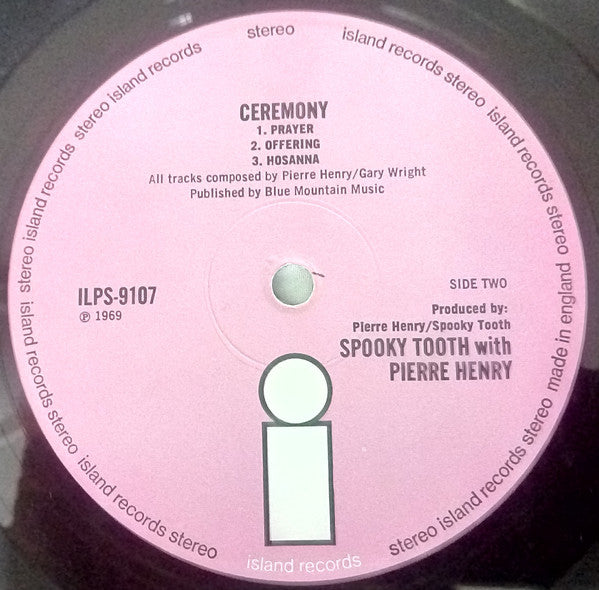 stereo island records stereo island records stereo island records stereo
island records stereo made in england
CEREMONY
1. PRAYER
2. OFFERING
3. HOSANNA
All tracks composed by Pierre Henry/Gary Wright
Published by Blue Mountain Music
ILPS-9107
℗ 1969
SIDE TWO
Produced by:
Pierre Henry/Spooky Tooth
SPOOKY TOOTH with
PIERRE HENRY
i
island records stereo island records stereo
island records
stereo island records stereo